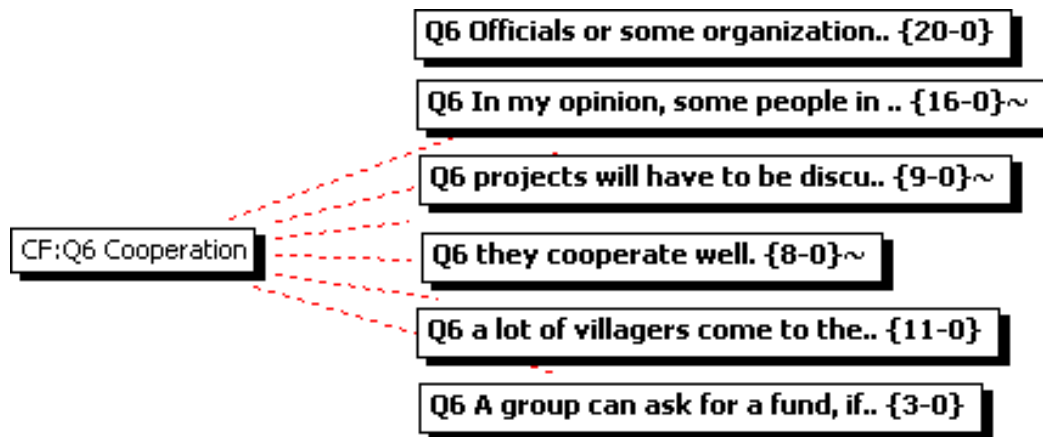 Q6 Officials or some organization.. {20-0}
Q6 In my opinion, some people in .. {16-0}~
Q6 projects will have to be discu.. {9-0}~
CF:Q6 Cooperation
Q6 they cooperate well. {8-0}~
Q6 a lot of villagers come to the.. {11-0}
Q6 A group can ask for a fund, if.. {3-0}